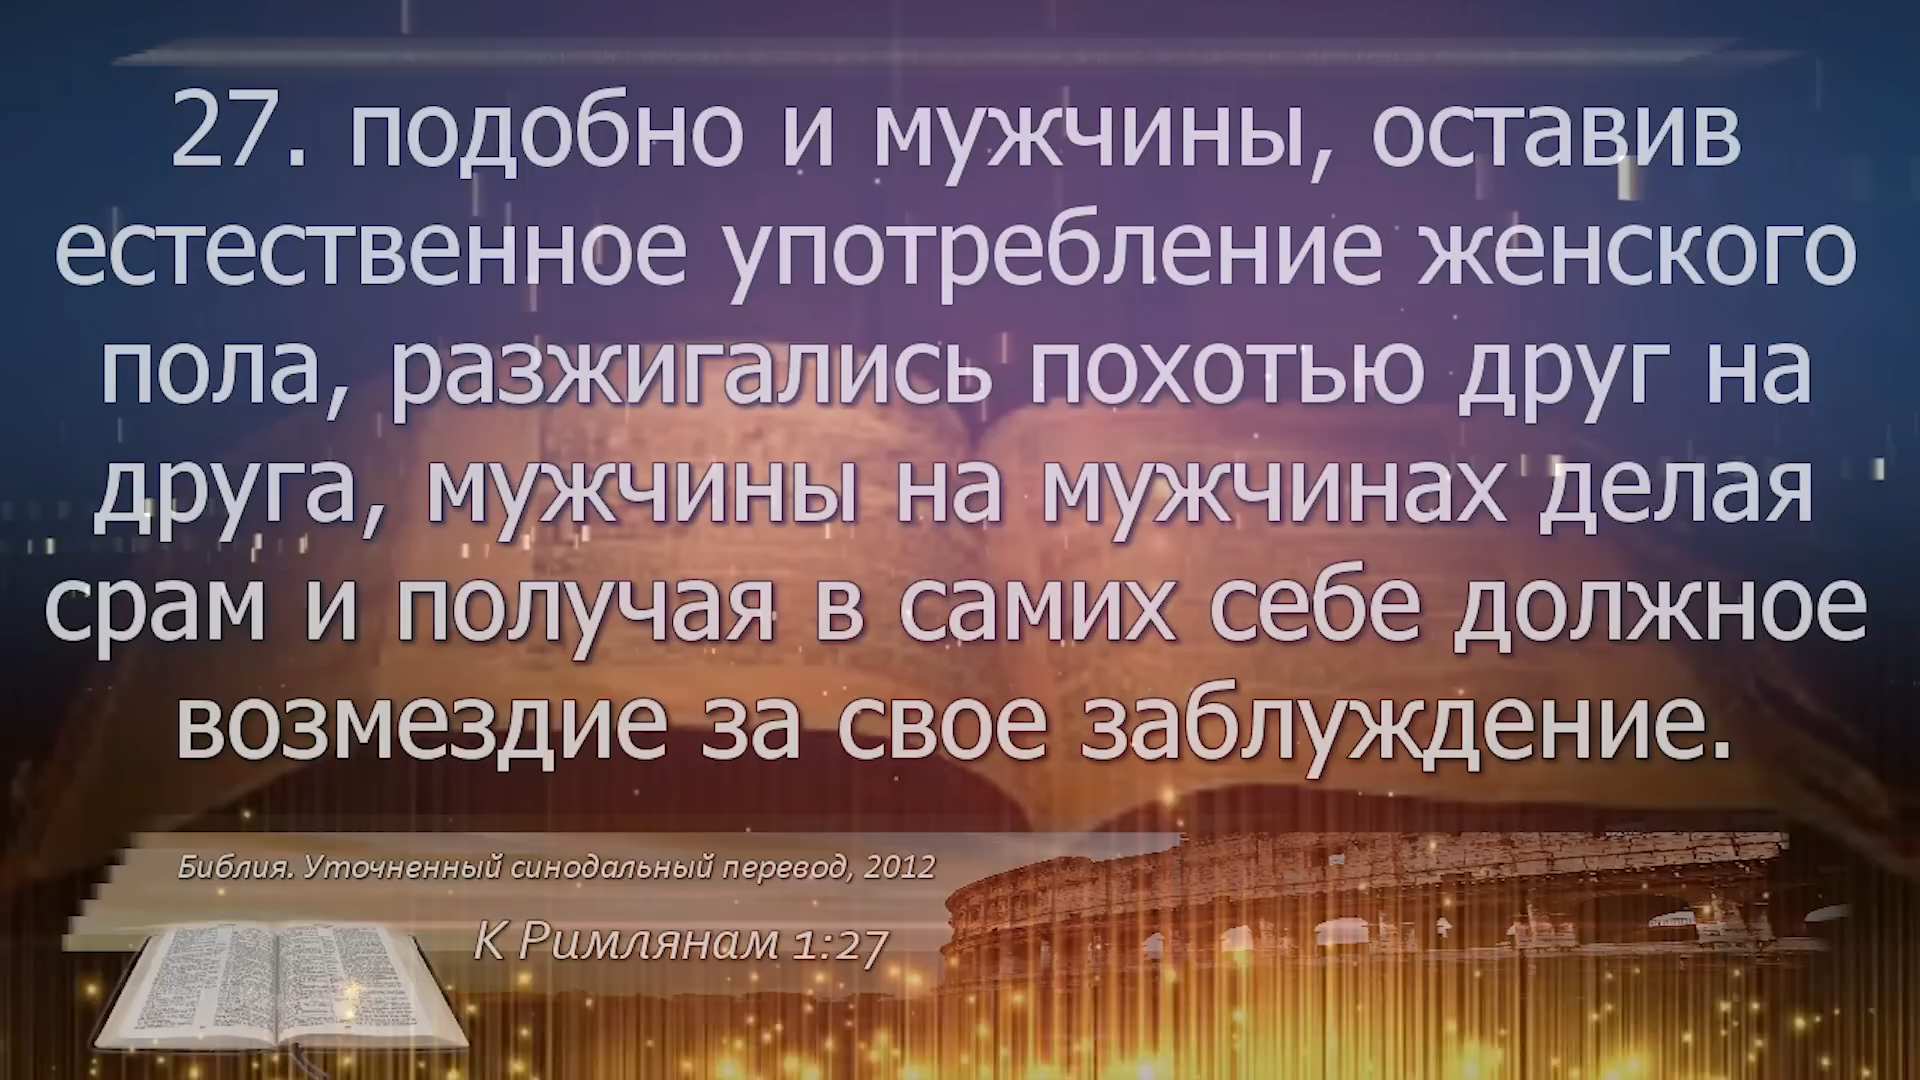 27. подобно и мужчины, оставив
естественное употребление женского
пола, разжигались похотью друг на
друга, мужчины на мужчинах делая
срам и получая в самих себе должное
возмездие за свое заблуждение.
Библия. Уточненный синодальный перевод, 2012
К Римлянам 1:27